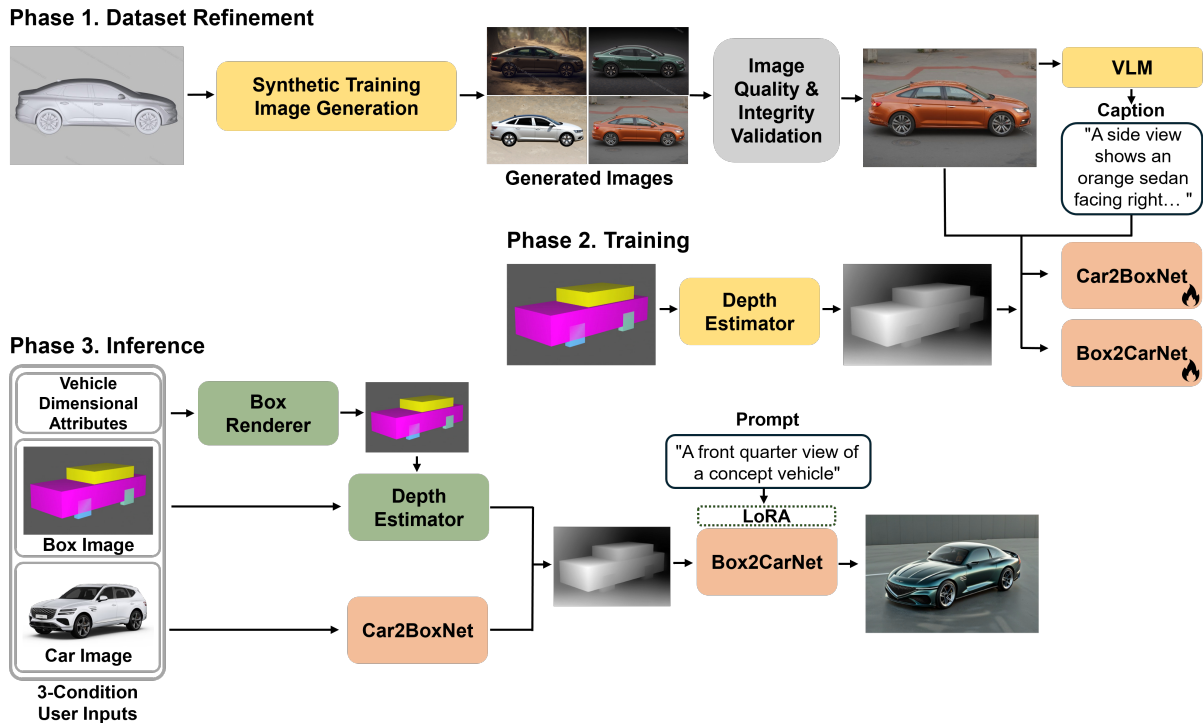 Phase 1. Dataset Refinement
Synthetic Training
Image Generation
Generated Images
Image
Quality &
Integrity
Validation
VLM
Caption
"A side view
shows an
orange sedan
facing right… "
Phase 2. Training
Depth
Estimator
Car2BoxNet
Box2CarNet
Phase 3. Inference
Vehicle
Dimensional
Attributes
Box
Renderer
Box Image
Depth
Estimator
Car Image
Car2BoxNet
3-Condition
User Inputs
Prompt
"A front quarter view of
a concept vehicle"
LoRA
Box2CarNet